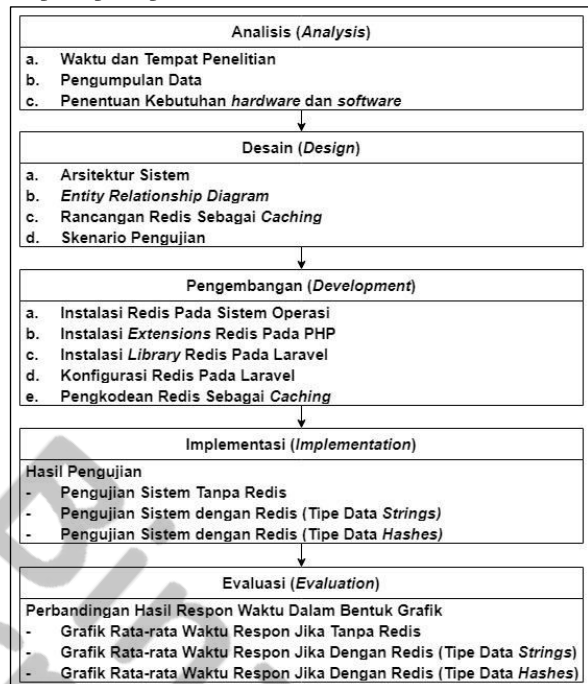 Analisis (Analysis)
a. Waktu dan Tempat Penelitian
b. Pengumpulan Data
c. Penentuan Kebutuhan hardware dan software
Desain (Design)
a. Arsitektur Sistem
b. Entity Relationship Diagram
c. Rancangan Redis Sebagai Caching
d. Skenario Pengujian
Pengembangan (Development)
a. Instalasi Redis Pada Sistem Operasi
b. Instalasi Extensions Redis Pada PHP
c. Instalasi Library Redis Pada Laravel
d. Konfigurasi Redis Pada Laravel
e. Pengkodean Redis Sebagai Caching
Implementasi (Implementation)
Hasil Pengujian
- Pengujian Sistem Tanpa Redis
- Pengujian Sistem dengan Redis (Tipe Data Strings)
- Pengujian Sistem dengan Redis (Tipe Data Hashes)
Evaluasi (Evaluation)
Perbandingan Hasil Respon Waktu Dalam Bentuk Grafik
- Grafik Rata-rata Waktu Respon Jika Tanpa Redis
- Grafik Rata-rata Waktu Respon Jika Dengan Redis (Tipe Data Strings)
- Grafik Rata-rata Waktu Respon Jika Dengan Redis (Tipe Data Hashes)